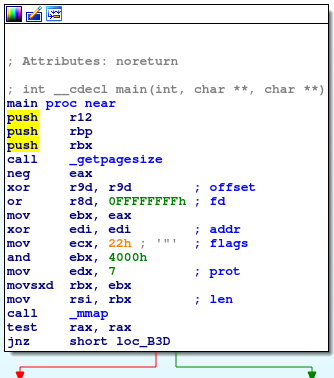 ; Attributes: noreturn
; int __cdecl main(int, char **, char **)
main proc near
push r12
push rbp
push rbx
call _getpagesize
neg eax
xor r9d, r9d ; offset
or r8d, 0FFFFFFFFh ; fd
mov ebx, eax
xor edi, edi ; addr
mov ecx, 22h ; '"' ; flags
and ebx, 4000h
mov edx, 7 ; prot
movsxd rbx, ebx
mov rsi, rbx ; len
call _mmap
test rax, rax
jnz short loc_B3D